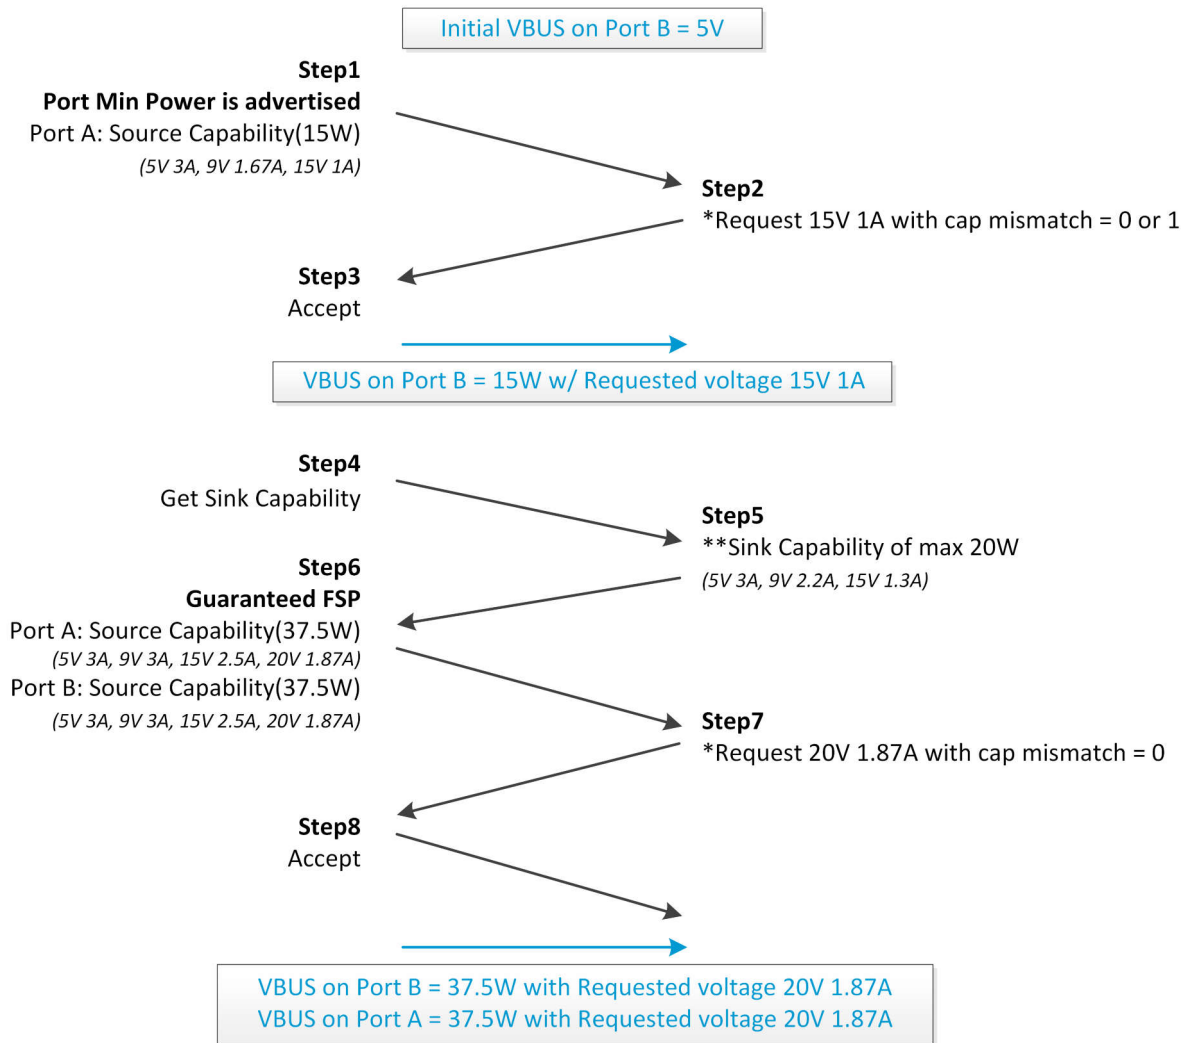 Initial VBUS on Port B = 5V
Step1
Port Min Power is advertised
Port A: Source Capability(15W)
(5V 3A, 9V 1.67A, 15V 1A)
Step2
*Request 15V 1A with cap mismatch = 0 or 1
Step3
Accept
VBUS on Port B = 15W w/ Requested voltage 15V 1A
Step4
Get Sink Capability
Step5
**Sink Capability of max 20W
(5V 3A, 9V 2.2A, 15V 1.3A)
Step6
Guaranteed FSP
Port A: Source Capability(37.5W)
(5V 3A, 9V 3A, 15V 2.5A, 20V 1.87A)
Port B: Source Capability(37.5W)
(5V 3A, 9V 3A, 15V 2.5A, 20V 1.87A)
Step7
*Request 20V 1.87A with cap mismatch = 0
Step8
Accept
VBUS on Port B = 37.5W with Requested voltage 20V 1.87A
VBUS on Port A = 37.5W with Requested voltage 20V 1.87A